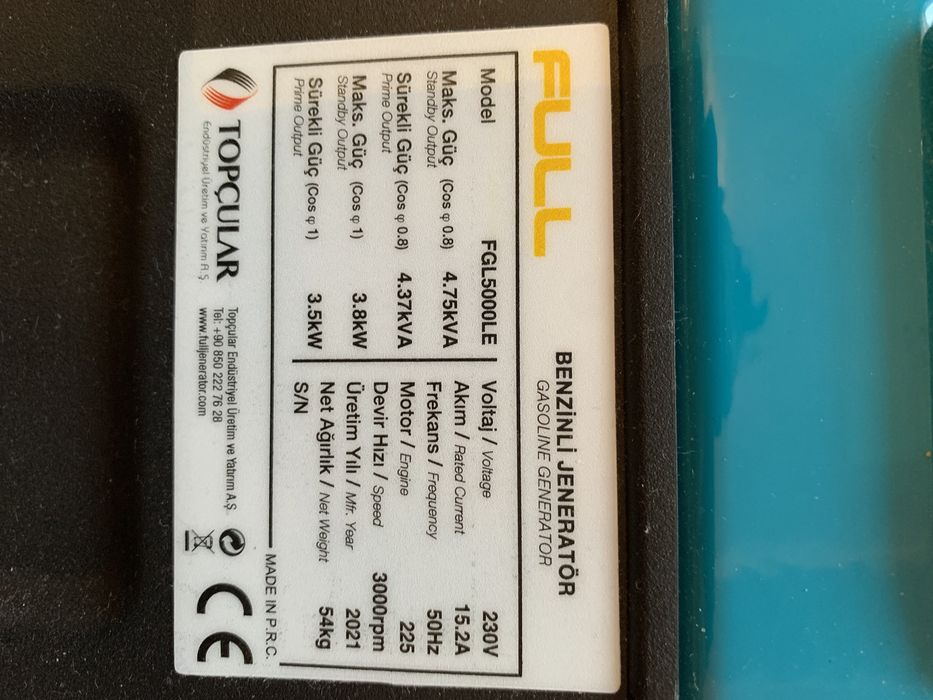 FULL
BENZİNLİ JENERATÖR
GASOLINE GENERATOR
Model FGL5000LE
Maks. Güç (Cos φ 0.8) 4.75kVA
Standby Output
Sürekli Güç (Cos φ 0.8) 4.37kVA
Prime Output
Maks. Güç (Cos φ 1) 3.8kW
Standby Output
Sürekli Güç (Cos φ 1) 3.5kW
Prime Output
Voltaj / Voltage 230V
Akım / Rated Current 15.2A
Frekans / Frequency 50Hz
Motor / Engine 225
Devir Hızı / Speed 3000rpm
Üretim Yılı / Mfr. Year 2021
Net Ağırlık / Net Weight 54kg
S/N
MADE IN P.R.C.
TOPÇULAR
Endüstriyel Üretim ve Yatırım A.Ş.
Topçular Endüstriyel Üretim ve Yatırım A.Ş.
Tel: +90 850 222 76 28
www.fulljenerator.com
CE